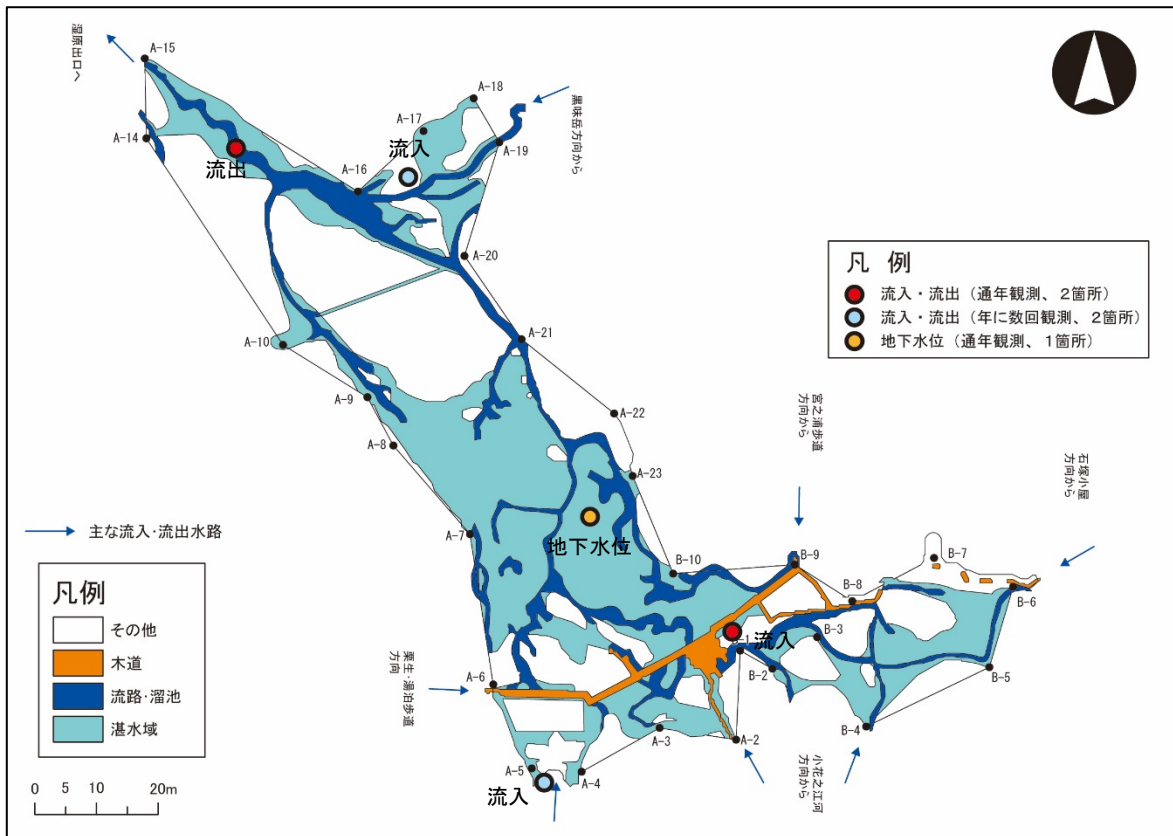 湿原出口へ
A-15
A-14
流出
A-16
A-17
流入
A-18
A-19
黒味岳方向から
A-20
A-10
A-21
A-9
A-8
A-22
A-23
A-7
地下水位
凡 例
流入・流出（通年観測、2箇所）
流入・流出（年に数回観測、2箇所）
地下水位（通年観測、1箇所）
宮之浦歩道
方向から
石塚小屋
方向から
主な流入・流出水路
凡例
その他
木道
流路・溜池
湛水域
0 10 20m
B-10
B-9
B-8
B-7
B-6
流入
B-3
B-2
B-5
B-4
A-6
栗生・湯泊歩道
方向
A-3
A-2
A-5
A-4
流入
小花之江河
方向から